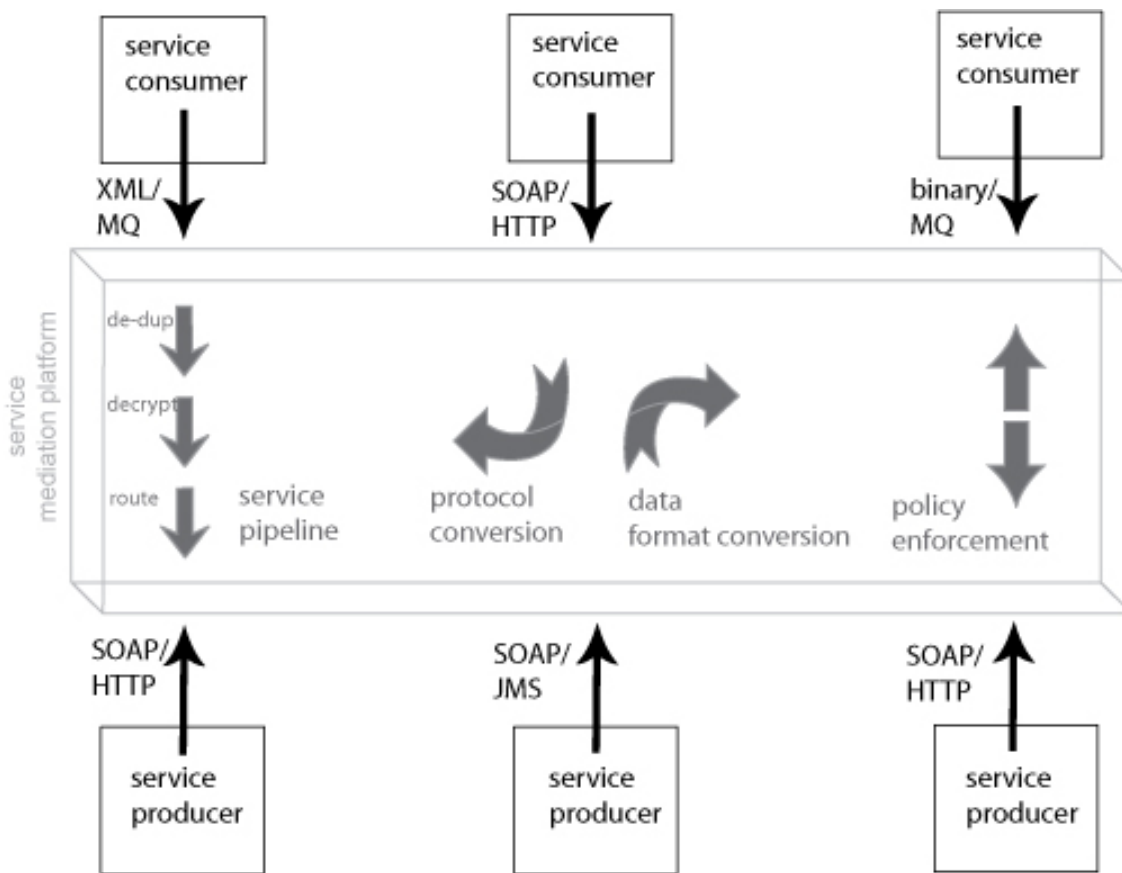 service
consumer
service
consumer
service
consumer
XML/
MQ
SOAP/
HTTP
binary/
MQ
service
mediation platform
de-dup
decrypt
route
service
pipeline
protocol
conversion
data
format conversion
policy
enforcement
SOAP/
HTTP
SOAP/
JMS
SOAP/
HTTP
service
producer
service
producer
service
producer